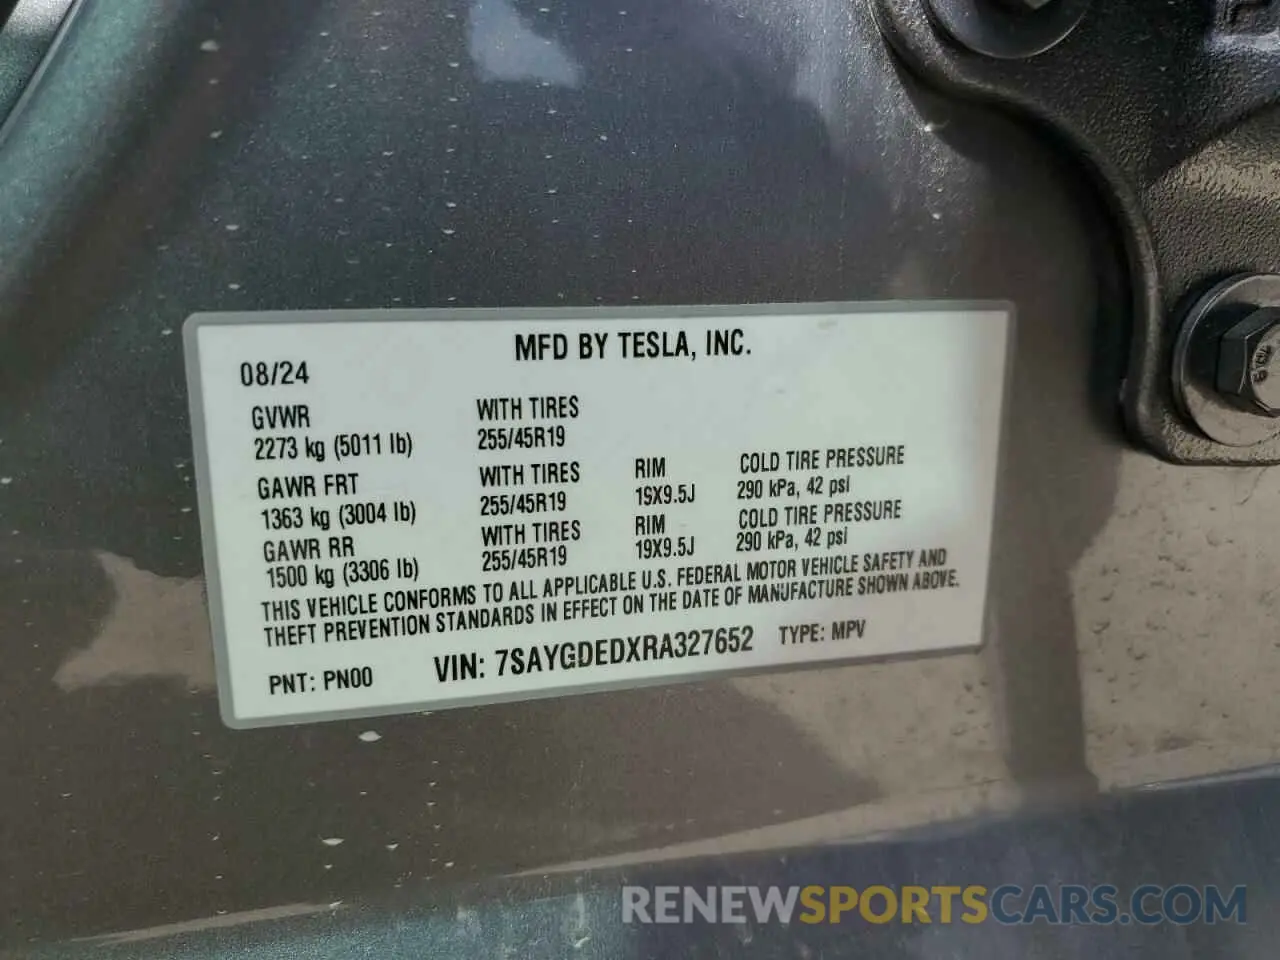 MFD BY TESLA, INC.
08/24
GVWR WITH TIRES
2273 kg (5011 lb) 255/45R19
GAWR FRT WITH TIRES RIM COLD TIRE PRESSURE
1363 kg (3004 lb) 255/45R19 19X9.5J 290 kPa, 42 psi
GAWR RR WITH TIRES RIM COLD TIRE PRESSURE
1500 kg (3306 lb) 255/45R19 19X9.5J 290 kPa, 42 psi
THIS VEHICLE CONFORMS TO ALL APPLICABLE U.S. FEDERAL MOTOR VEHICLE SAFETY AND
THEFT PREVENTION STANDARDS IN EFFECT ON THE DATE OF MANUFACTURE SHOWN ABOVE.
PNT: PN00 VIN: 7SAYGDEDXRA327652 TYPE: MPV
RENEWSPORTSCARS.COM